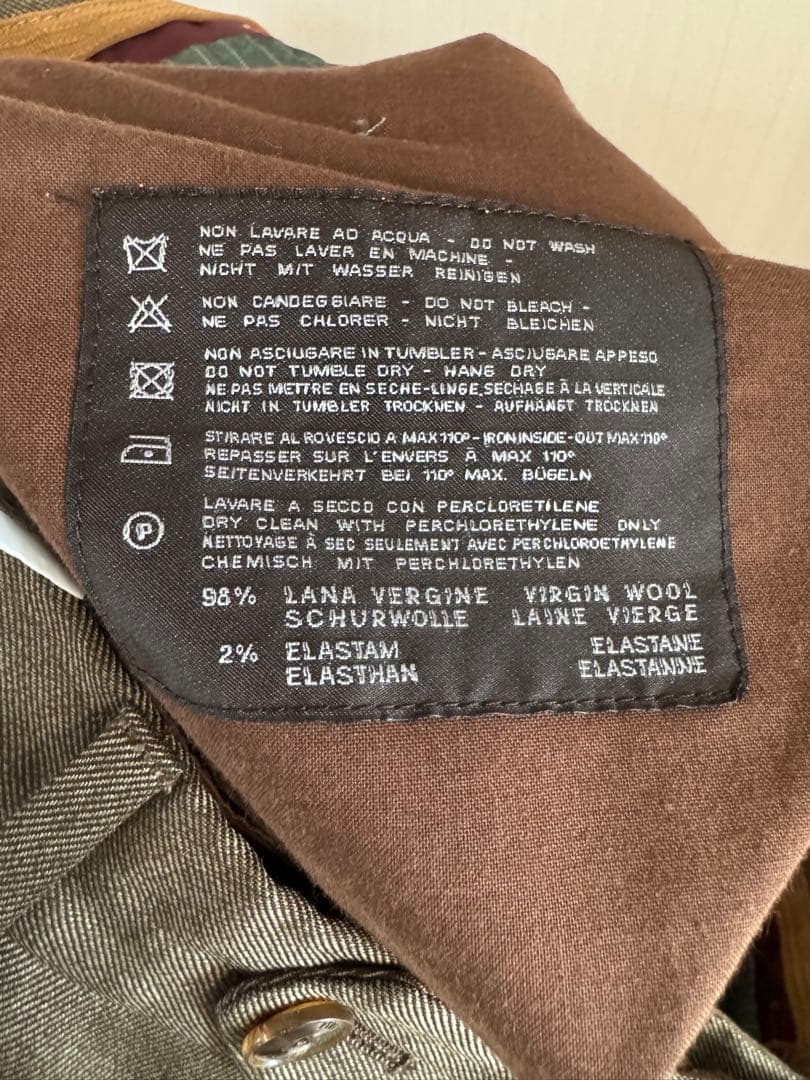 NON LAVARE AD ACQUA - DO NOT WASH
NE PAS LAVER EN MACHINE -
NICHT MIT WASSER REINIGEN
NON CANDEGGIARE - DO NOT BLEACH -
NE PAS CHLORER - NICHT BLEICHEN
NON ASCIUGARE IN TUMBLER - ASCIUGARE APPESO
DO NOT TUMBLE DRY - HANG DRY
NE PAS METTRE EN SECHE-LINGE, SECHAGE À LA VERTICALE
NICHT IN TUMBLER TROCKNEN - AUFHÄNGT TROCKNEN
STIRARE AL ROVESCIO A MAX 110° - IRON INSIDE-OUT MAX 110°
REPASSER SUR L'ENVERS À MAX 110°
SEITENVERKEHRT BEI 110° MAX. BÜGELN
LAVARE A SECCO CON PERCLORETILENE
P DRY CLEAN WITH PERCHLORETHYLENE ONLY
NETTOYAGE À SEC SEULEMENT AVEC PERCHLOROETHYLENE
CHEMISCH MIT PERCHLORETHYLEN
98% LANA VERGINE VIRGIN WOOL
SCHURWOLLE LAINE VIERGE
2% ELASTAM ELASTANE
ELASTHAN ELASTANNE